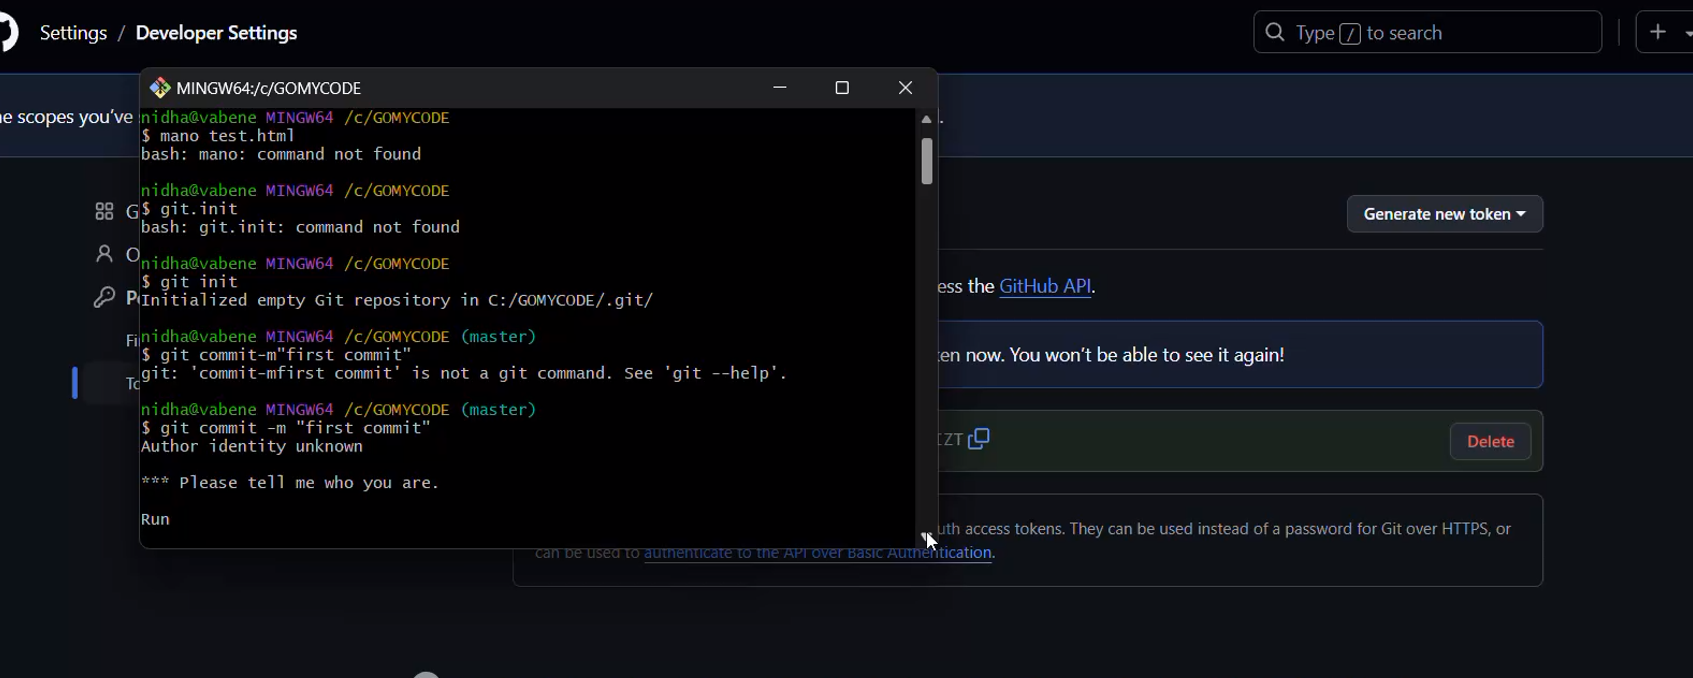 Settings / Developer Settings
Type / to search
MINGW64:/c/GOMYCODE
e scopes you've
.
nidha@vabene MINGW64 /c/GOMYCODE
$ mano test.html
bash: mano: command not found
nidha@vabene MINGW64 /c/GOMYCODE
$ git.init
bash: git.init: command not found
nidha@vabene MINGW64 /c/GOMYCODE
$ git init
Initialized empty Git repository in C:/GOMYCODE/.git/
nidha@vabene MINGW64 /c/GOMYCODE (master)
$ git commit-m"first commit"
git: 'commit-mfirst commit' is not a git command. See 'git --help'.
nidha@vabene MINGW64 /c/GOMYCODE (master)
$ git commit -m "first commit"
Author identity unknown
*** Please tell me who you are.
Run
G
O
P
Fi
To
Generate new token
ess the GitHub API.
en now. You won't be able to see it again!
IZT
Delete
uth access tokens. They can be used instead of a password for Git over HTTPS, or
can be used to authenticate to the API over Basic Authentication.